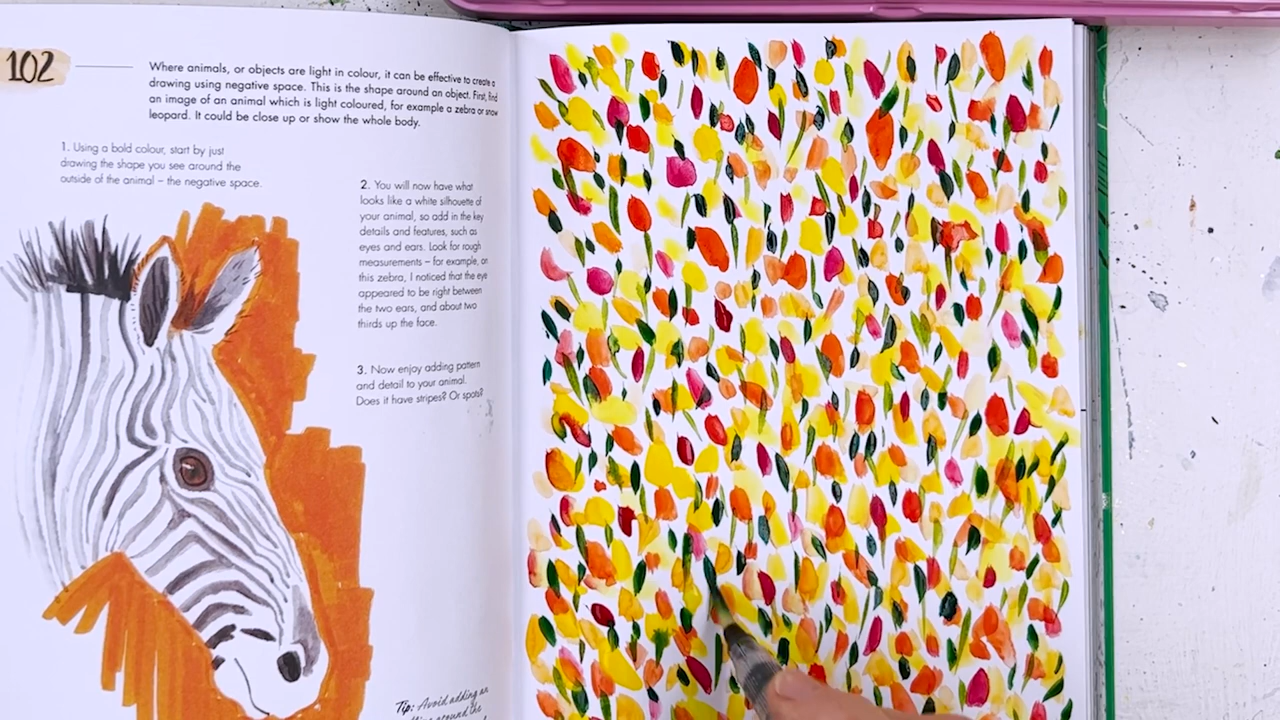 102
Where animals, or objects are light in colour, it can be effective to create a
drawing using negative space. This is the shape around an object. First, find
an image of an animal which is light coloured, for example a zebra or snow
leopard. It could be close up or show the whole body.
1. Using a bold colour, start by just
drawing the shape you see around the
outside of the animal – the negative space.
2. You will now have what
looks like a white silhouette of
your animal, so add in the key
details and features, such as
eyes and ears. Look for rough
measurements – for example, on
this zebra, I noticed that the eye
appeared to be right between
the two ears, and about two
thirds up the face.
3. Now enjoy adding pattern
and detail to your animal.
Does it have stripes? Or spots?
Tip: Avoid adding an
around the